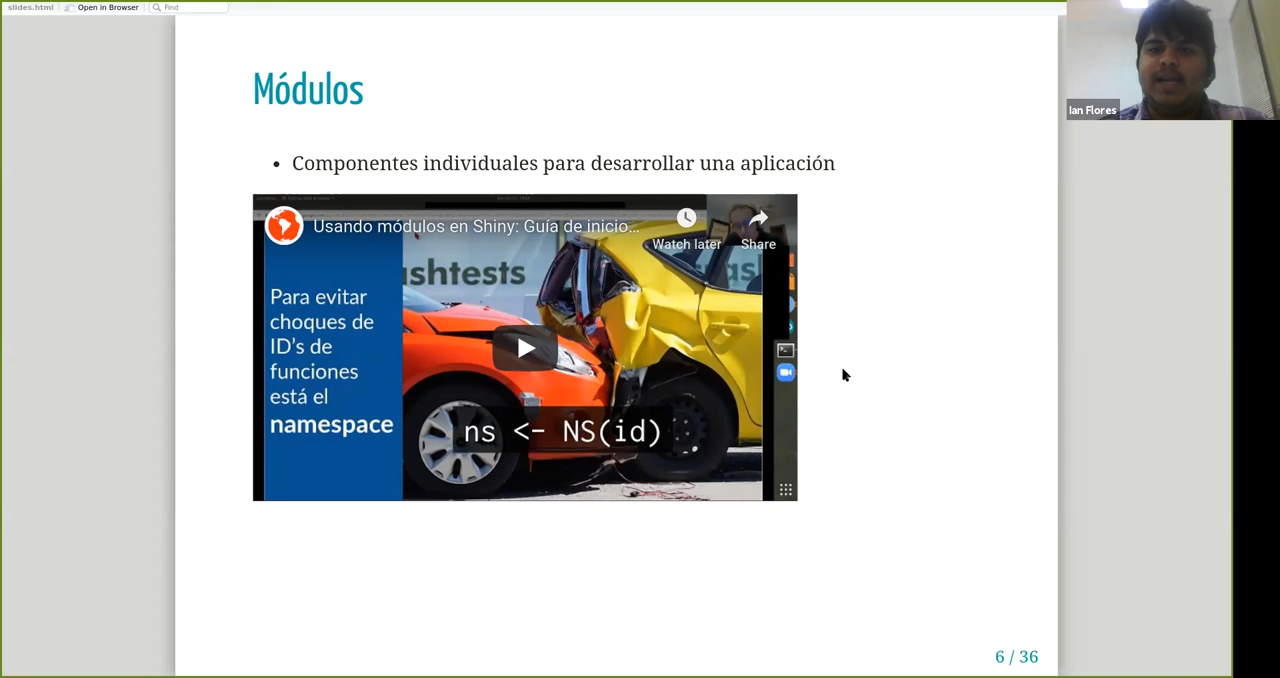 slides.html
Open in Browser
Find
Ian Flores
Módulos
• Componentes individuales para desarrollar una aplicación
Usando módulos en Shiny: Guía de inicio...
Watch later
Share
shtests
Para evitar
choques de
ID's de
funciones
está el
namespace
ns <- NS(id)
6 / 36